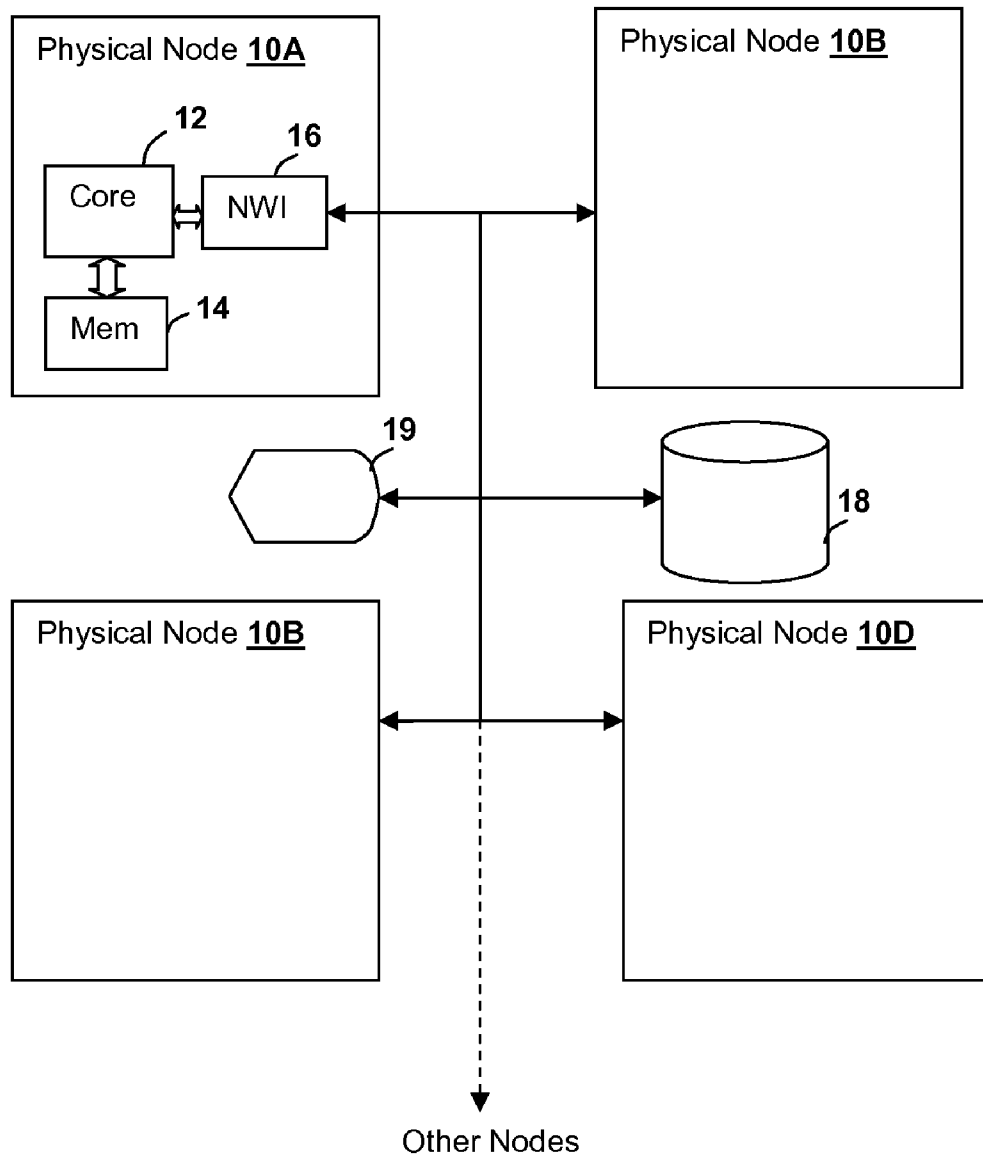 Physical Node 10A
Physical Node 10B
12
16
Core
NWI
Mem
14
19
18
Physical Node 10B
Physical Node 10D
Other Nodes